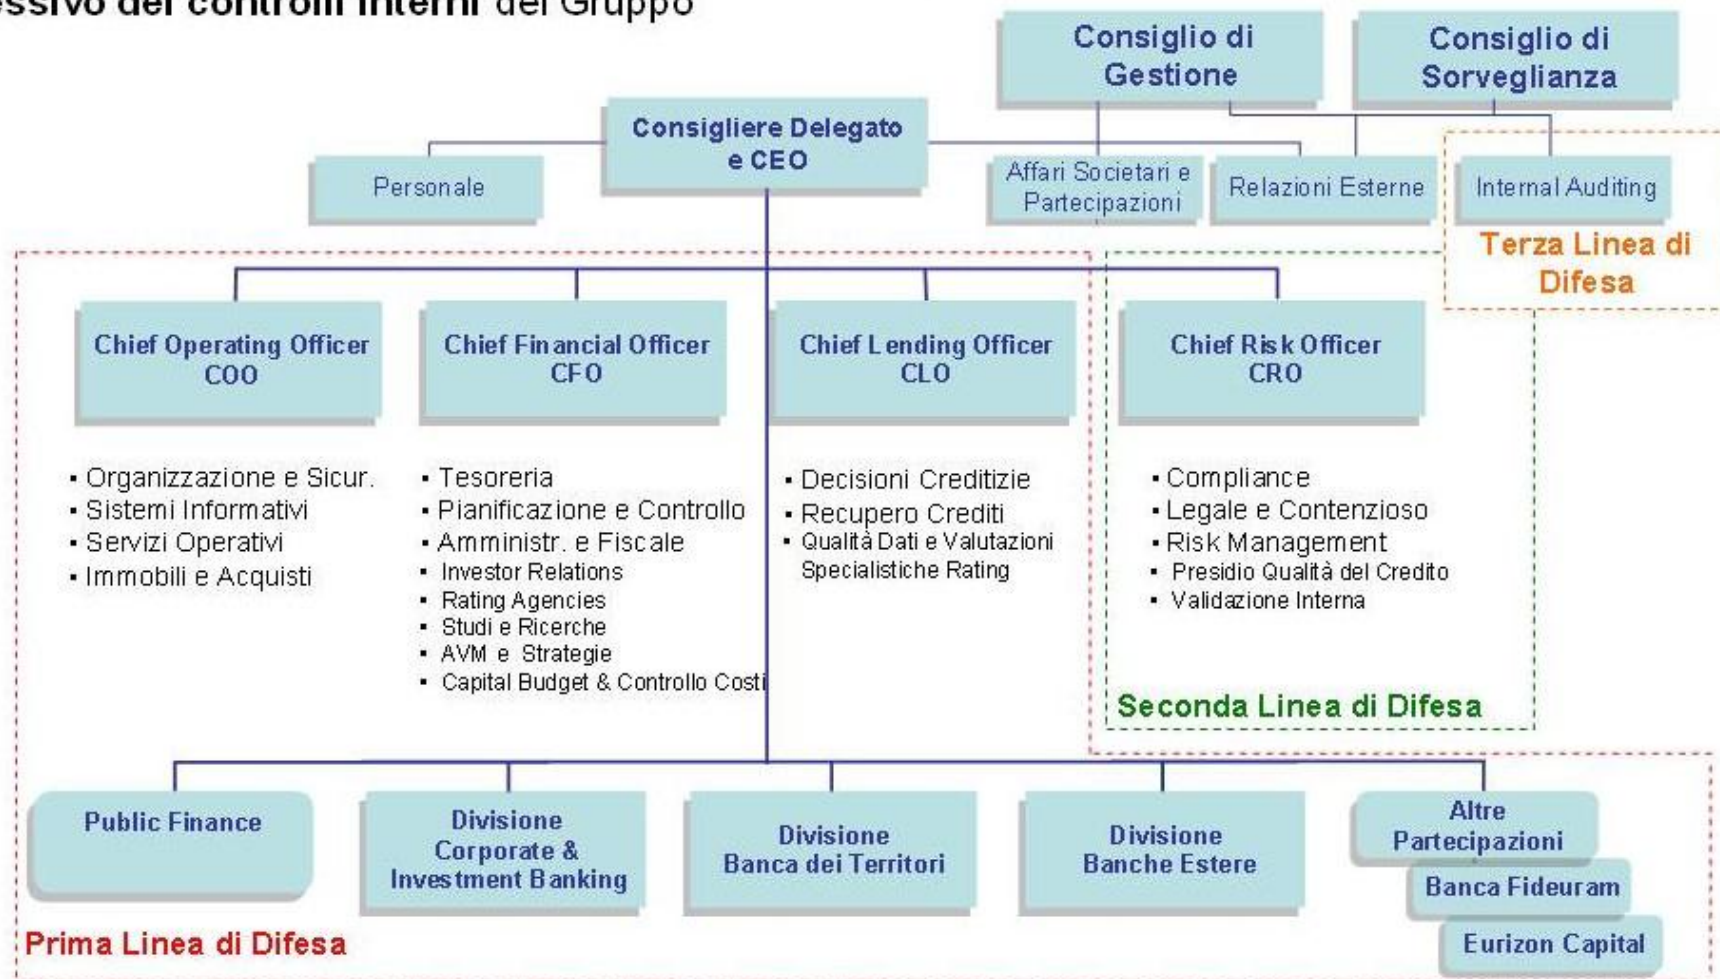 essivo dei controlli interni del Gruppo
Consiglio di
Gestione
Consiglio di
Sorveglianza
Consigliere Delegato
e CEO
Personale
Affari Societari e
Partecipazioni
Relazioni Esterne
Internal Auditing
Terza Linea di
Difesa
Chief Operating Officer
COO
Chief Financial Officer
CFO
Chief Lending Officer
CLO
Chief Risk Officer
CRO
▪ Organizzazione e Sicur.
▪ Sistemi Informativi
▪ Servizi Operativi
▪ Immobili e Acquisti
▪ Tesoreria
▪ Pianificazione e Controllo
▪ Amministr. e Fiscale
▪ Investor Relations
▪ Rating Agencies
▪ Studi e Ricerche
▪ AVM e Strategie
▪ Capital Budget & Controllo Costi
▪ Decisioni Creditizie
▪ Recupero Crediti
▪ Qualità Dati e Valutazioni
Specialistiche Rating
▪ Compliance
▪ Legale e Contenzioso
▪ Risk Management
▪ Presidio Qualità del Credito
▪ Validazione Interna
Seconda Linea di Difesa
Public Finance
Divisione
Corporate &
Investment Banking
Divisione
Banca dei Territori
Divisione
Banche Estere
Altre
Partecipazioni
Banca Fideuram
Eurizon Capital
Prima Linea di Difesa